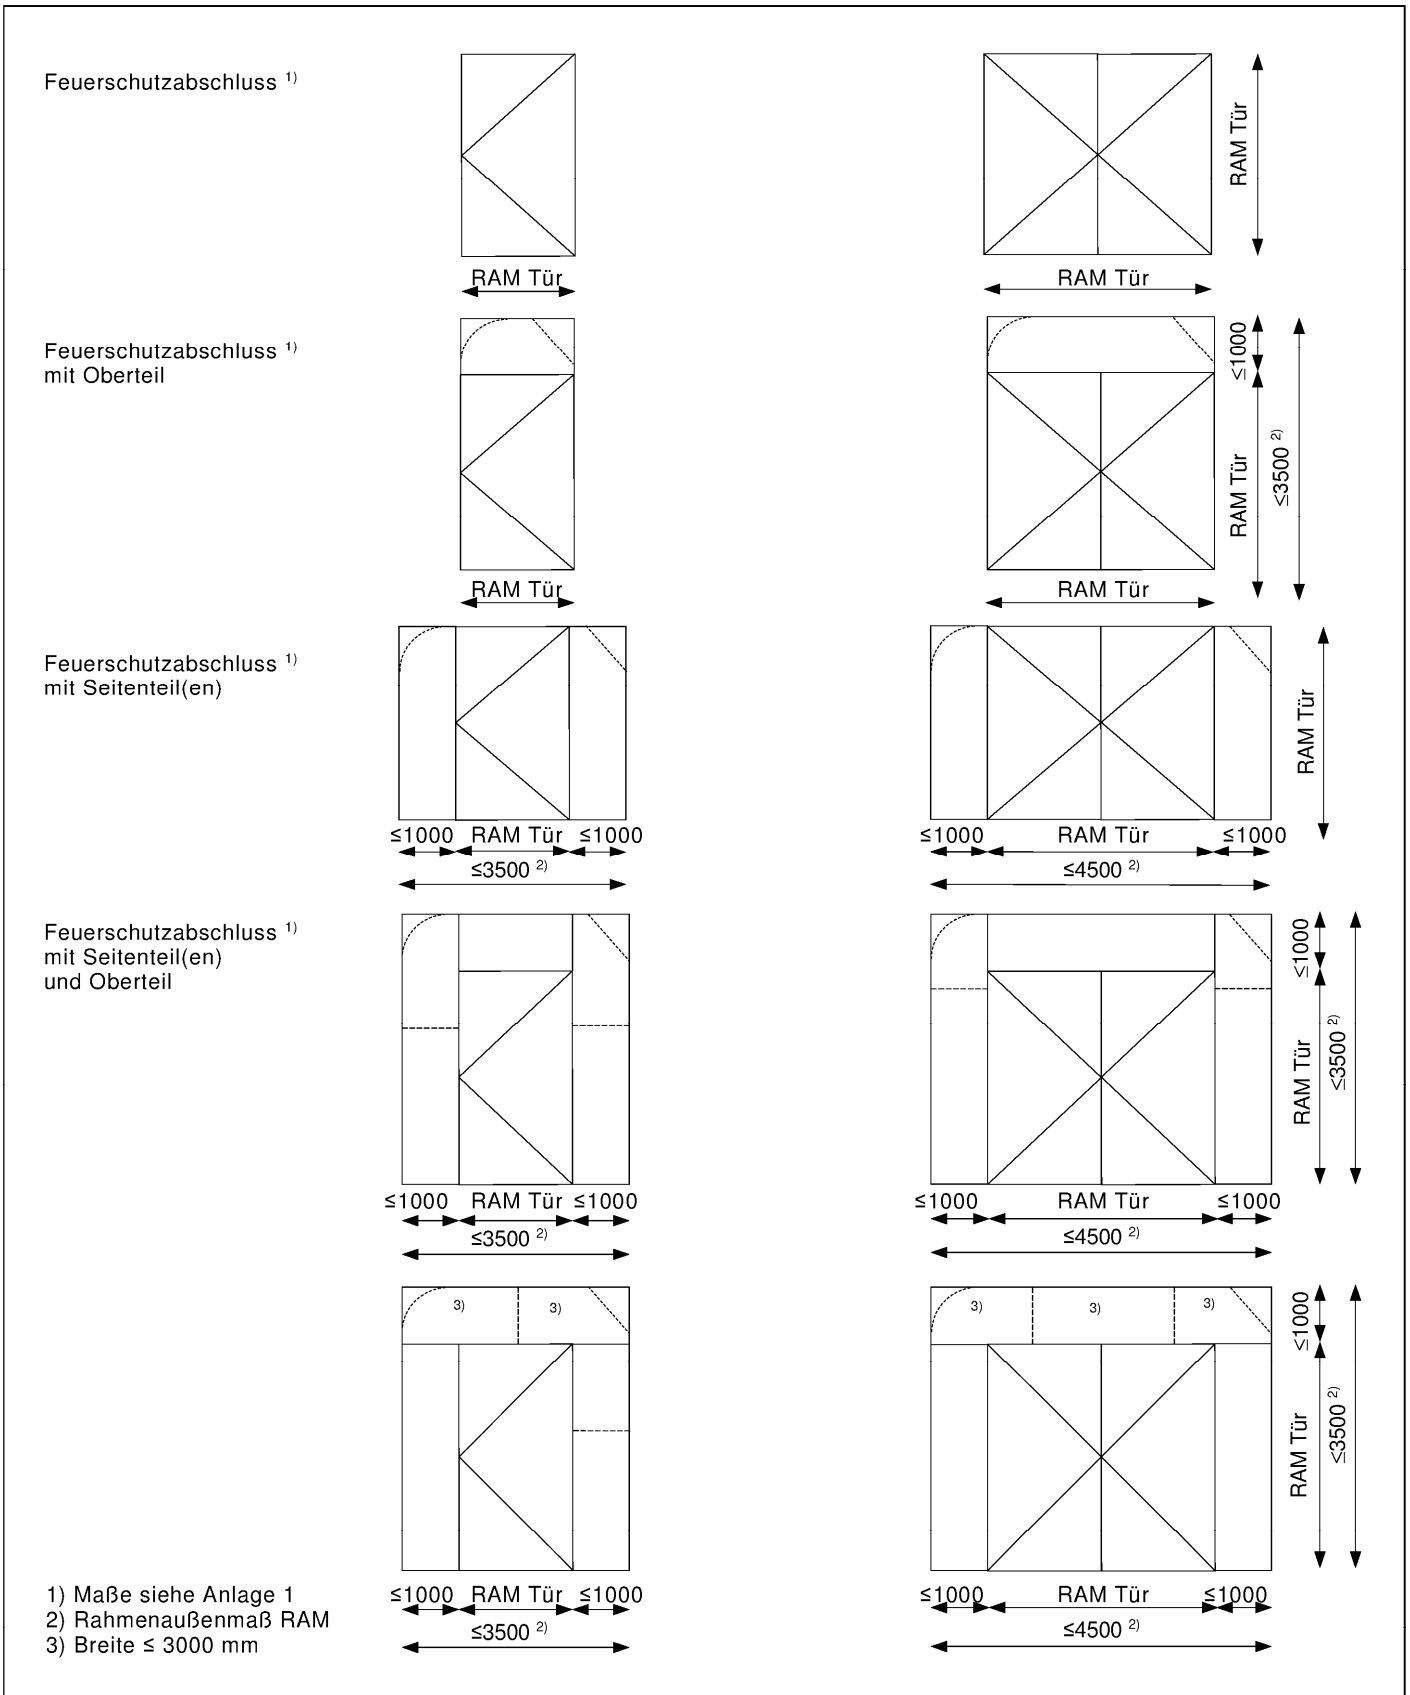 Feuerschutzabschluss 1)
RAM Tür
RAM Tür
RAM Tür
Feuerschutzabschluss 1)
mit Oberteil
RAM Tür
≤1000
RAM Tür
≤3500 2)
RAM Tür
Feuerschutzabschluss 1)
mit Seitenteil(en)
≤1000 RAM Tür ≤1000
≤3500 2)
RAM Tür
≤1000 RAM Tür ≤1000
≤4500 2)
Feuerschutzabschluss 1)
mit Seitenteil(en)
und Oberteil
≤1000 RAM Tür ≤1000
≤3500 2)
≤1000
RAM Tür
≤3500 2)
≤1000 RAM Tür ≤1000
≤4500 2)
3) 3)
≤1000 RAM Tür ≤1000
≤3500 2)
3) 3) 3)
≤1000
RAM Tür
≤3500 2)
≤1000 RAM Tür ≤1000
≤4500 2)
1) Maße siehe Anlage 1
2) Rahmenaußenmaß RAM
3) Breite ≤ 3000 mm